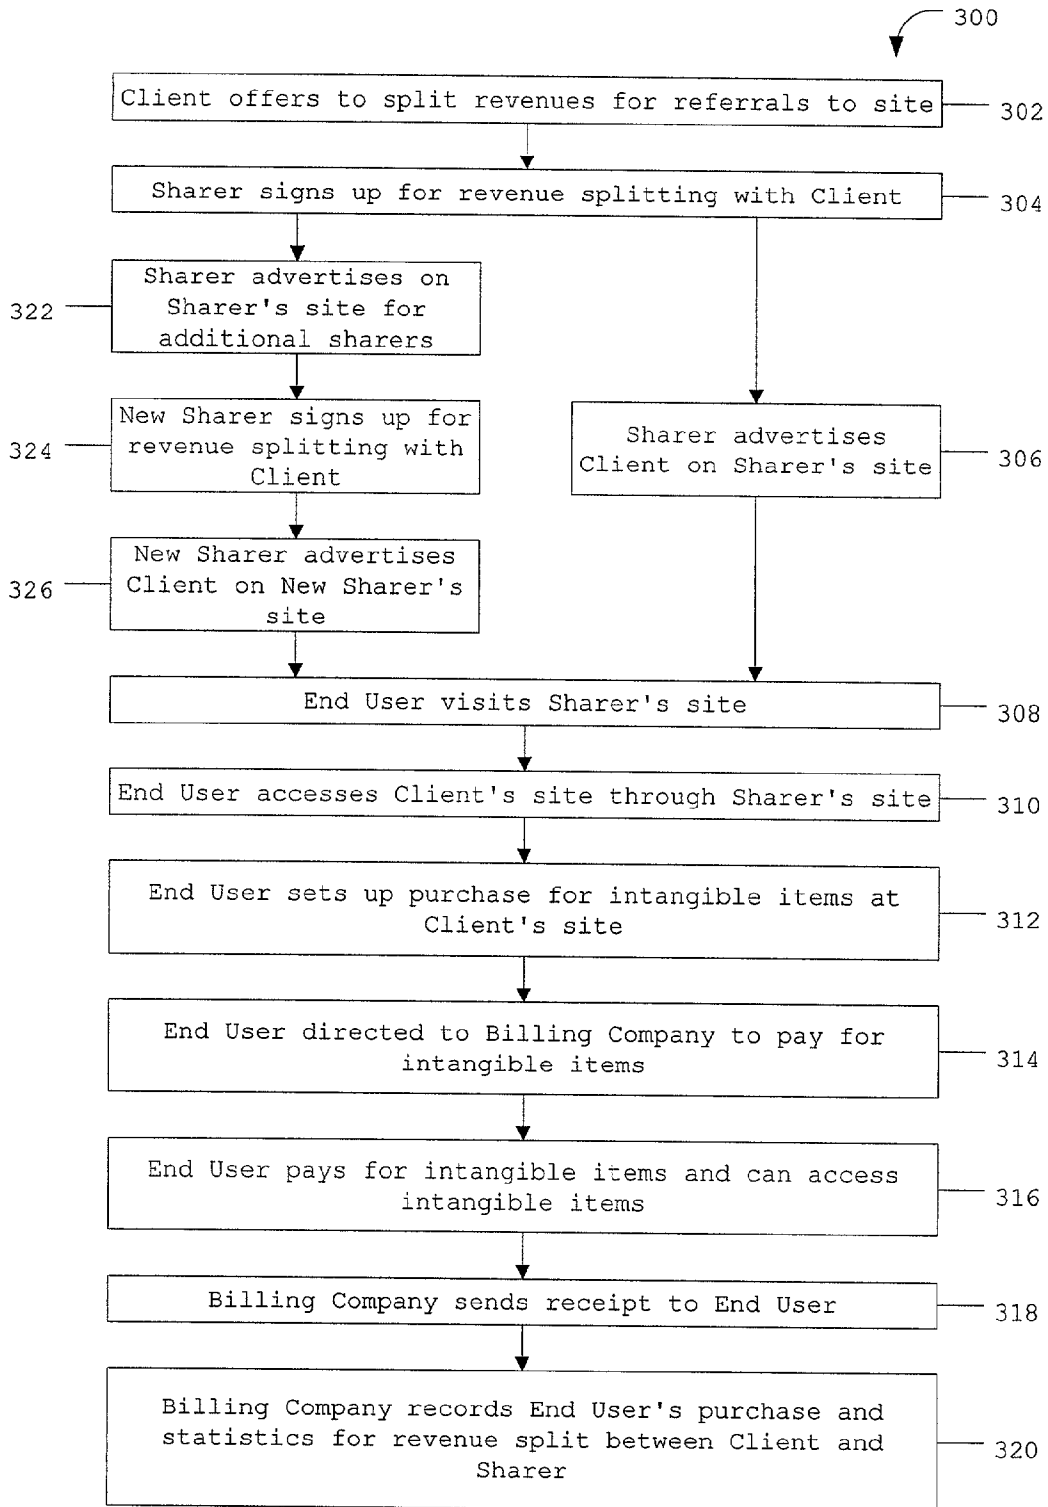 300
Client offers to split revenues for referrals to site
302
Sharer signs up for revenue splitting with Client
304
Sharer advertises on
Sharer's site for
additional sharers
322
New Sharer signs up for
revenue splitting with
Client
324
Sharer advertises
Client on Sharer's site
306
New Sharer advertises
Client on New Sharer's
site
326
End User visits Sharer's site
308
End User accesses Client's site through Sharer's site
310
End User sets up purchase for intangible items at
Client's site
312
End User directed to Billing Company to pay for
intangible items
314
End User pays for intangible items and can access
intangible items
316
Billing Company sends receipt to End User
318
Billing Company records End User's purchase and
statistics for revenue split between Client and
Sharer
320